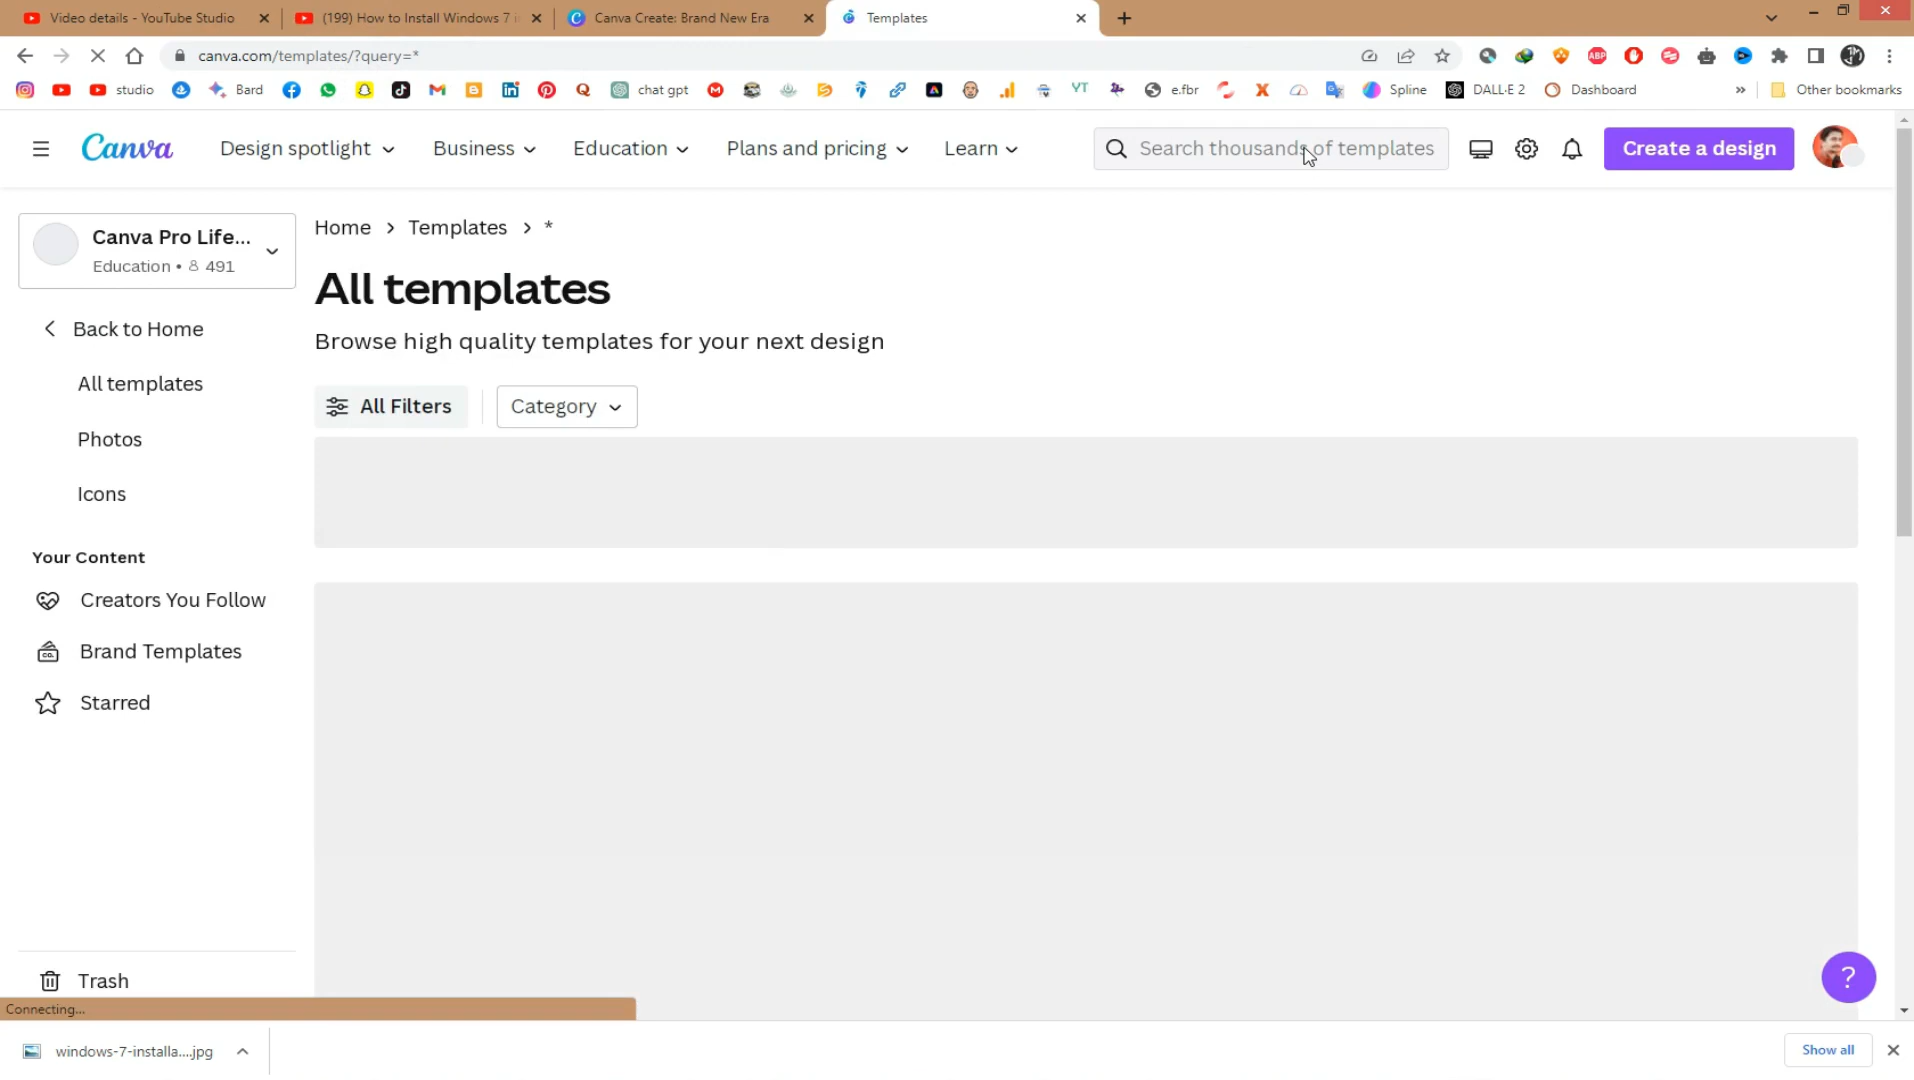 Video details - YouTube Studio
(199) How to Install Windows 7 i
Canva Create: Brand New Era
Templates
canva.com/templates/?query=*
studio
Bard
chat gpt
YT
e.fbr
Spline
DALL·E 2
Dashboard
Other bookmarks
Canva
Design spotlight
Business
Education
Plans and pricing
Learn
Search thousands of templates
Create a design
Canva Pro Life...
Education • 491
Home > Templates > *
All templates
Browse high quality templates for your next design
All Filters
Category
Back to Home
All templates
Photos
Icons
Your Content
Creators You Follow
Brand Templates
Starred
Trash
?
Connecting...
windows-7-installa....jpg
Show all